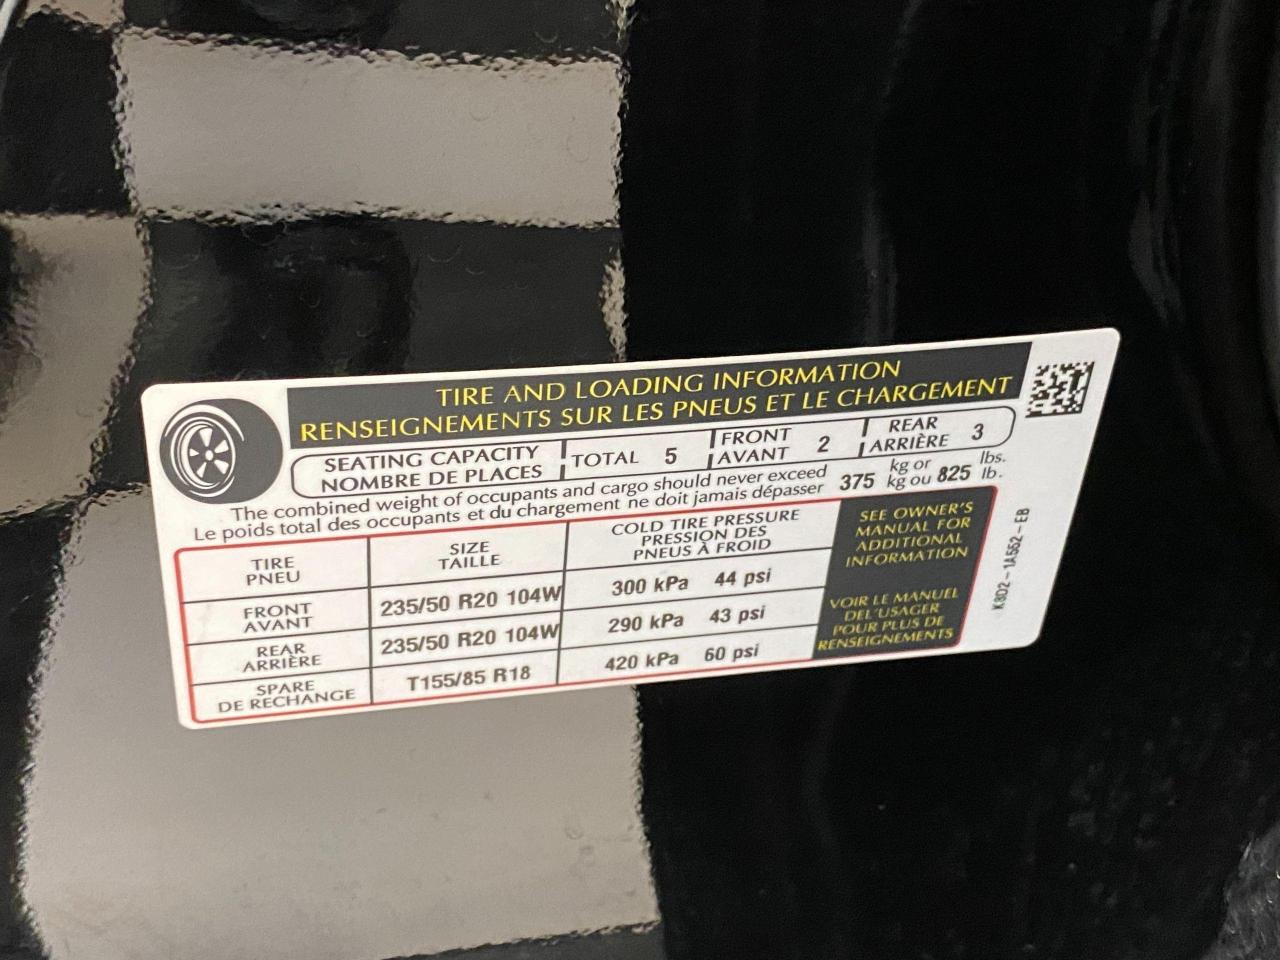 TIRE AND LOADING INFORMATION
RENSEIGNEMENTS SUR LES PNEUS ET LE CHARGEMENT
SEATING CAPACITY
NOMBRE DE PLACES
TOTAL 5
FRONT
AVANT
2
REAR
ARRIÈRE
3
The combined weight of occupants and cargo should never exceed
Le poids total des occupants et du chargement ne doit jamais dépasser
375
kg or
kg ou
825
lbs.
lb.
TIRE
PNEU
SIZE
TAILLE
COLD TIRE PRESSURE
PRESSION DES
PNEUS À FROID
FRONT
AVANT
235/50 R20 104W
300 kPa 44 psi
REAR
ARRIÈRE
235/50 R20 104W
290 kPa 43 psi
SPARE
DE RECHANGE
T155/85 R18
420 kPa 60 psi
SEE OWNER'S
MANUAL FOR
ADDITIONAL
INFORMATION
VOIR LE MANUEL
DEL'USAGER
POUR PLUS DE
RENSEIGNEMENTS
K8D2 – 1A552 – EB